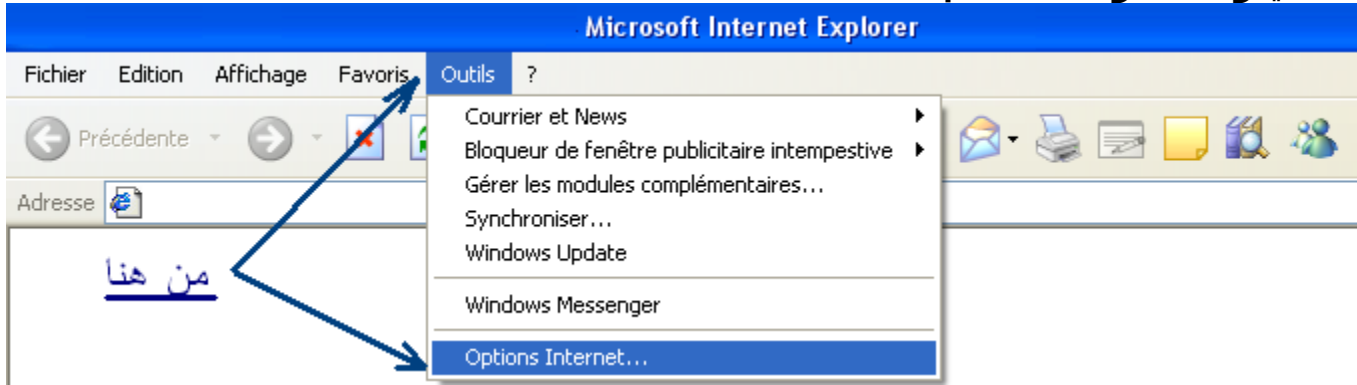 Microsoft Internet Explorer
Fichier Edition Affichage Favoris Outils ?
Précédente
Courrier et News
Bloqueur de fenêtre publicitaire intempestive
Gérer les modules complémentaires...
Adresse
Synchroniser...
Windows Update
من هنا
Windows Messenger
Options Internet...